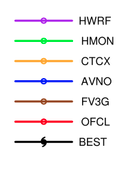 HWRF
HMON
CTCX
AVNO
FV3G
OFCL
BEST